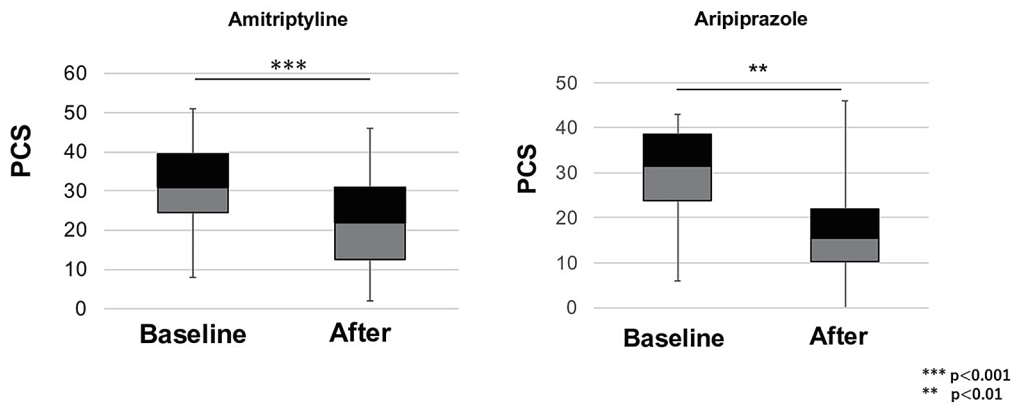 Amitriptyline
***
60
50
40
30
20
10
0
PCS
Baseline After
Aripiprazole
**
50
40
30
20
10
0
PCS
Baseline After
*** p<0.001
** p<0.01